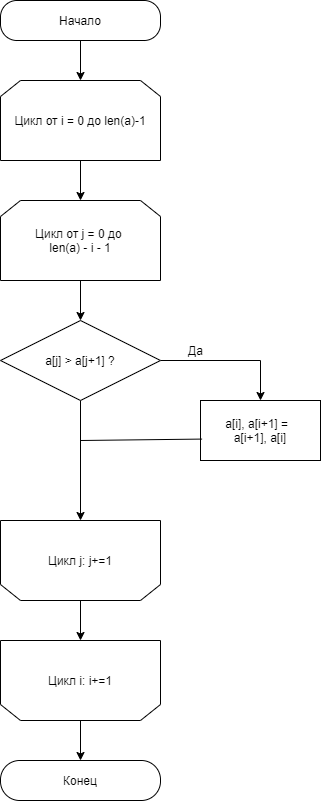 Начало
Цикл от i = 0 до len(a)-1
Цикл от j = 0 до
len(a) - i - 1
a[j] > a[j+1] ?
Да
a[i], a[i+1] =
a[i+1], a[i]
Цикл j: j+=1
Цикл i: i+=1
Конец